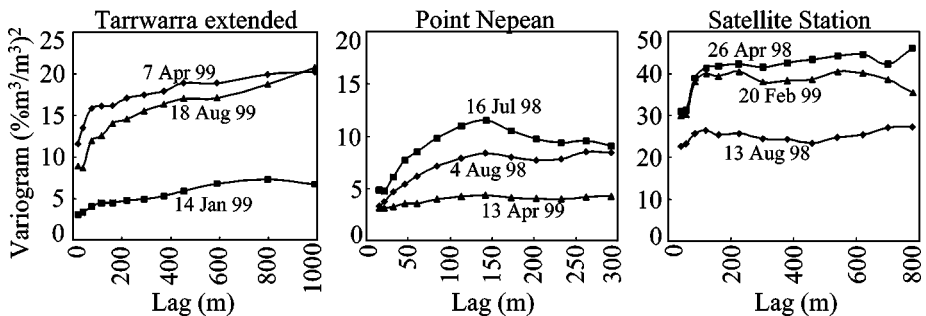 Tarrwarra extended
Point Nepean
Satellite Station
Variogram (%m³/m³)²
25
20
15
10
5
0
7 Apr 99
18 Aug 99
14 Jan 99
0
200
400
600
800
1000
Lag (m)
20
15
10
5
0
16 Jul 98
4 Aug 98
13 Apr 99
0
50
100
150
200
250
300
Lag (m)
50
40
30
20
10
0
26 Apr 98
20 Feb 99
13 Aug 98
0
200
400
600
800
Lag (m)